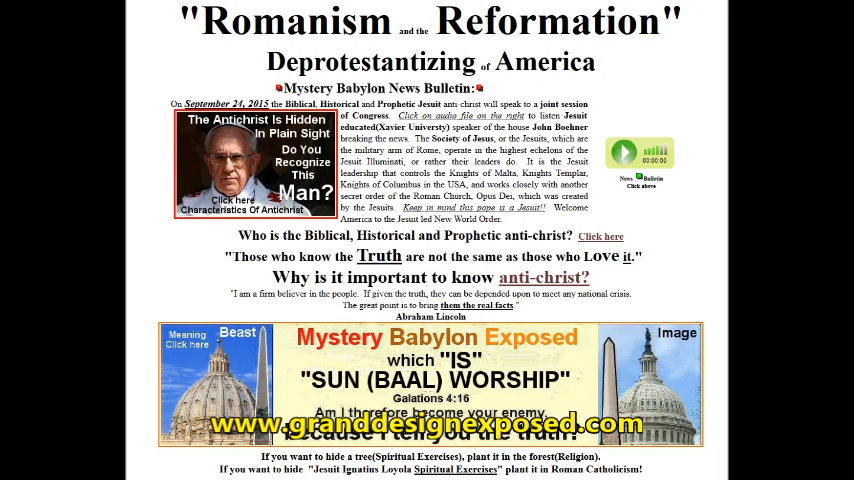 "Romanism and the Reformation"
Deprotestantizing of America
Mystery Babylon News Bulletin:
On September 24, 2015 the Biblical, Historical and Prophetic Jesuit anti-christ will speak to a joint session
of Congress. Click on audio file on the right to listen Jesuit
educated(Xavier Universty) speaker of the house John Boehner
breaking the news. The Society of Jesus, or the Jesuits, which are
the military arm of Rome, operate in the highest echelons of the
Jesuit Illuminati, or rather their leaders do. It is the Jesuit
leadership that controls the Knights of Malta, Knights Templar,
Knights of Columbus in the USA, and works closely with another
secret order of the Roman Church, Opus Dei, which was created
by the Jesuits. Keep in mind this pope is a Jesuit!! Welcome
America to the Jesuit led New World Order.
The Antichrist Is Hidden
In Plain Sight
Do You
Recognize
This
Man?
Click here
Characteristics Of Antichrist
00:00:00
News Bulletin
Click above
Who is the Biblical, Historical and Prophetic anti-christ? Click here
"Those who know the Truth are not the same as those who Love it."
Why is it important to know anti-christ?
"I am a firm believer in the people. If given the truth, they can be depended upon to meet any national crisis.
The great point is to bring them the real facts."
Abraham Lincoln
Meaning
Click here
Beast
Mystery Babylon Exposed
which "IS"
"SUN (BAAL) WORSHIP"
Galations 4:16
Am I therefore become your enemy,
because I tell you the truth?
Image
www.granddesignexposed.com
If you want to hide a tree(Spiritual Exercises), plant it in the forest(Religion).
If you want to hide "Jesuit Ignatius Loyola Spiritual Exercises" plant it in Roman Catholicism!